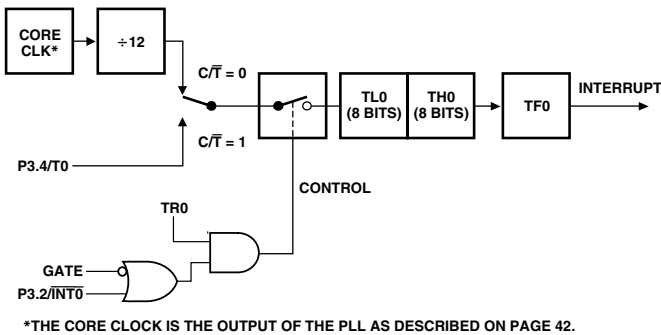 CORE
CLK*
÷12
C/T̅ = 0
TL0
(8 BITS)
TH0
(8 BITS)
TF0
INTERRUPT
C/T̅ = 1
P3.4/T0
CONTROL
TR0
GATE
P3.2/I̅N̅T̅0̅
*THE CORE CLOCK IS THE OUTPUT OF THE PLL AS DESCRIBED ON PAGE 42.